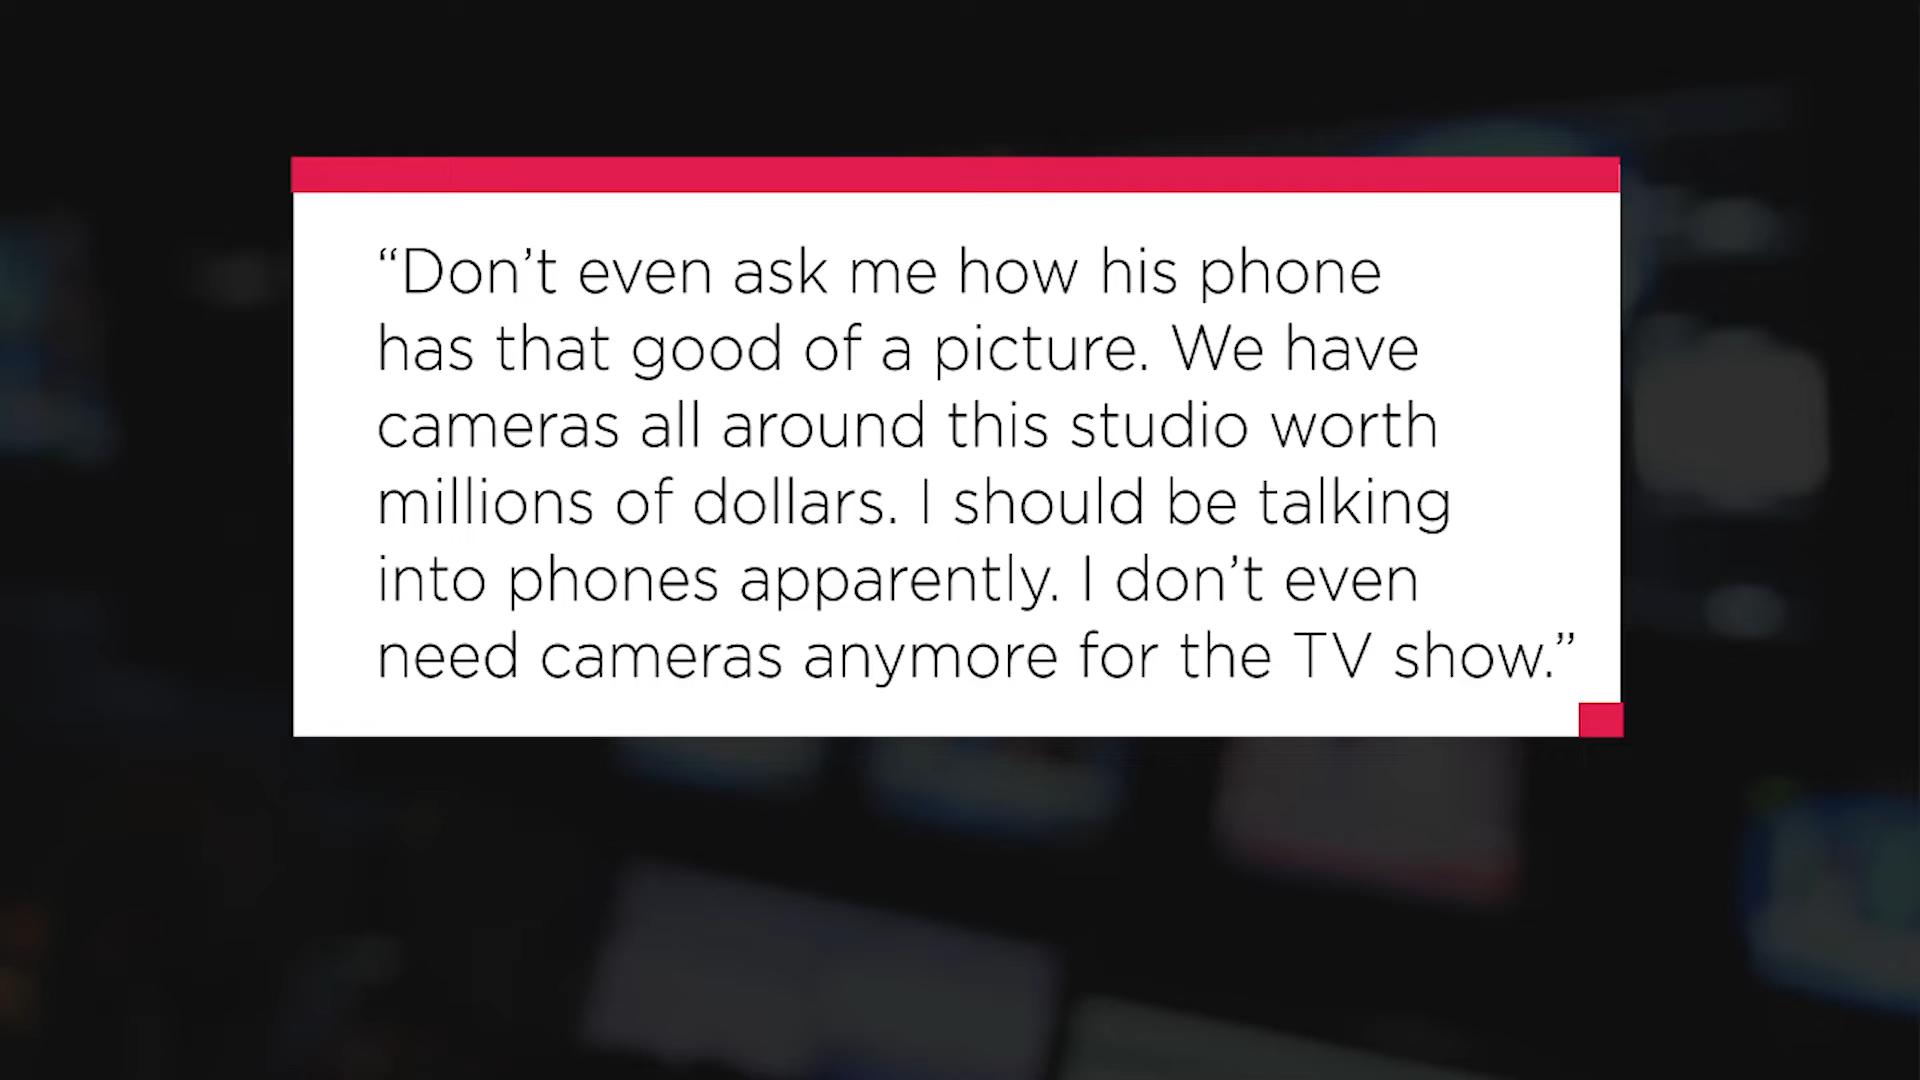 “Don’t even ask me how his phone
has that good of a picture. We have
cameras all around this studio worth
millions of dollars. I should be talking
into phones apparently. I don’t even
need cameras anymore for the TV show.”